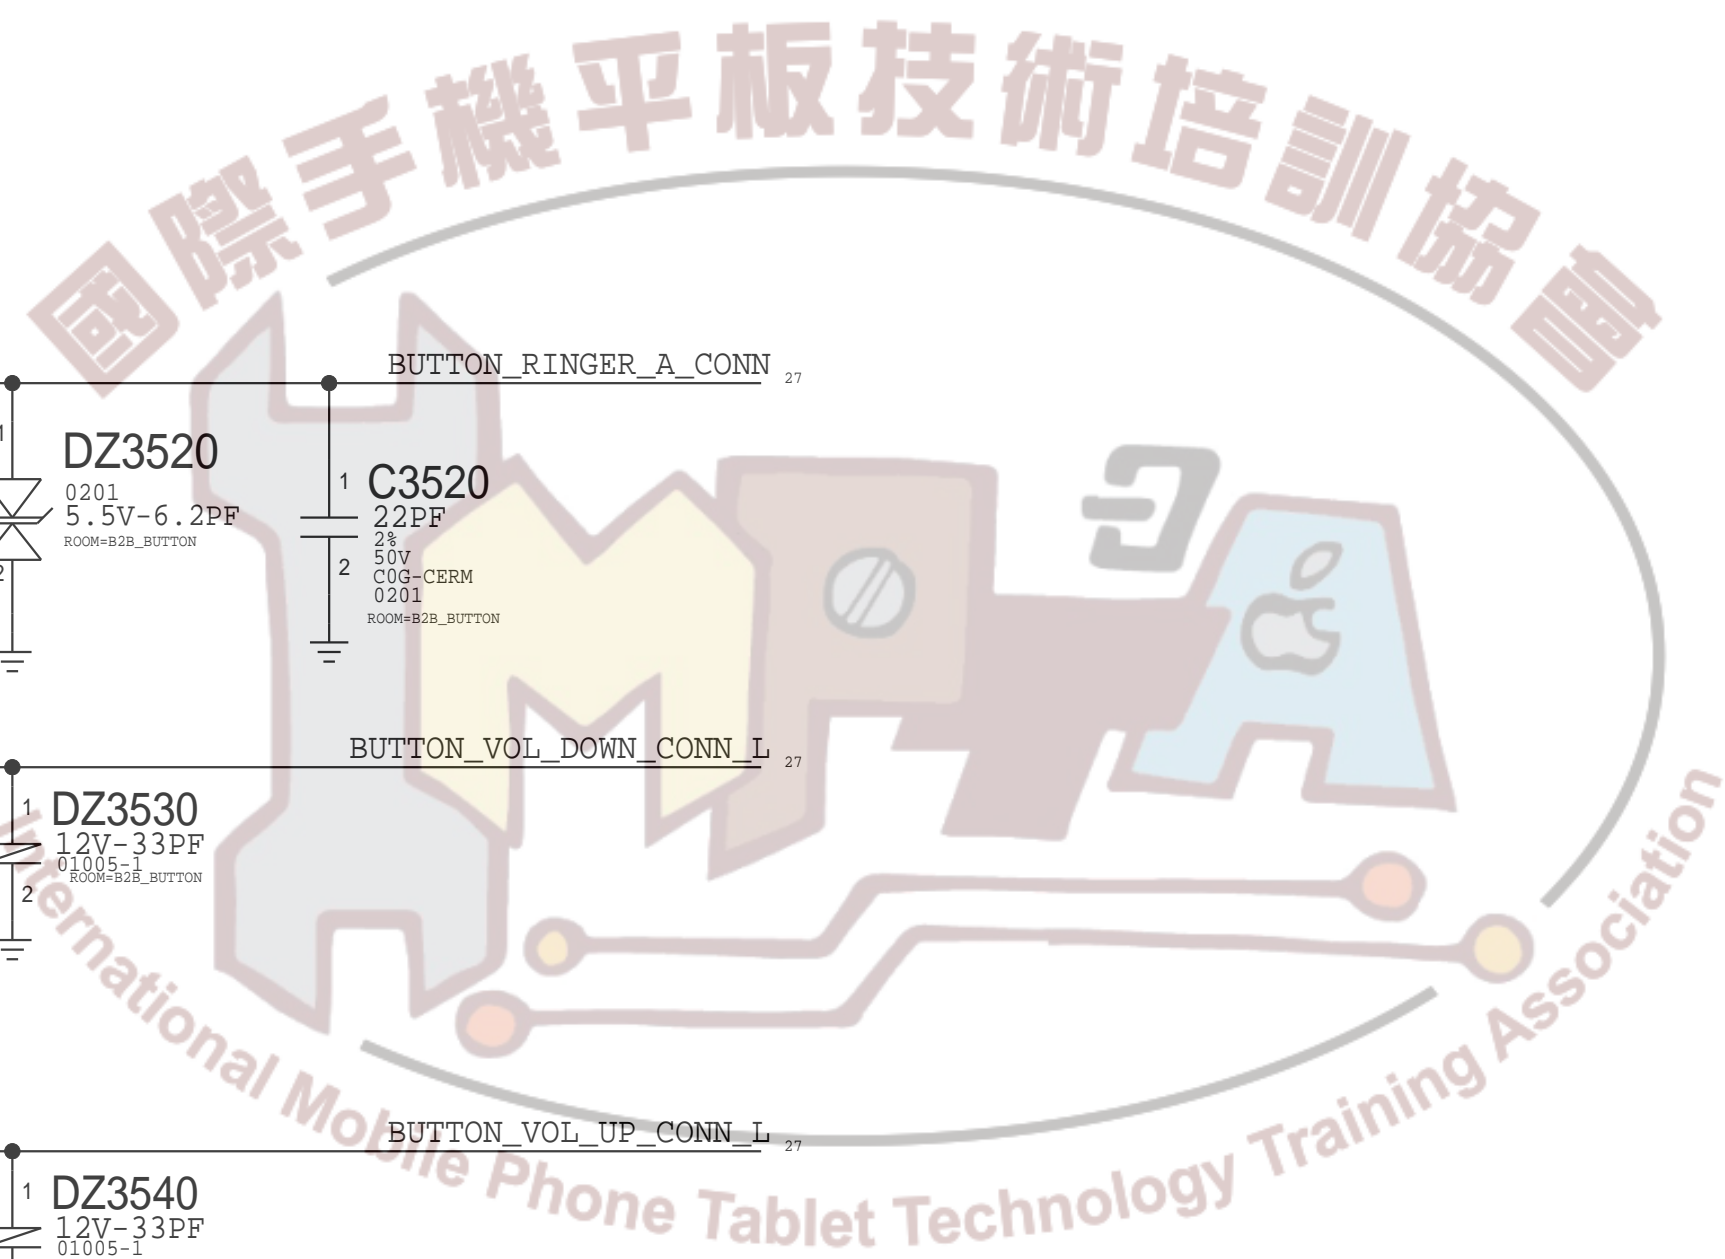 國際手機平板技術培訓協會
BUTTON_RINGER_A_CONN 27
1
DZ3520
0201
5.5V-6.2PF
ROOM=B2B_BUTTON
2
1
C3520
22PF
2%
50V
C0G-CERM
0201
2
ROOM=B2B_BUTTON
MPTA
BUTTON_VOL_DOWN_CONN_L 27
1
DZ3530
12V-33PF
01005-1
ROOM=B2B_BUTTON
2
BUTTON_VOL_UP_CONN_L 27
1
DZ3540
12V-33PF
01005-1
International Mobile Phone Tablet Technology Training Association